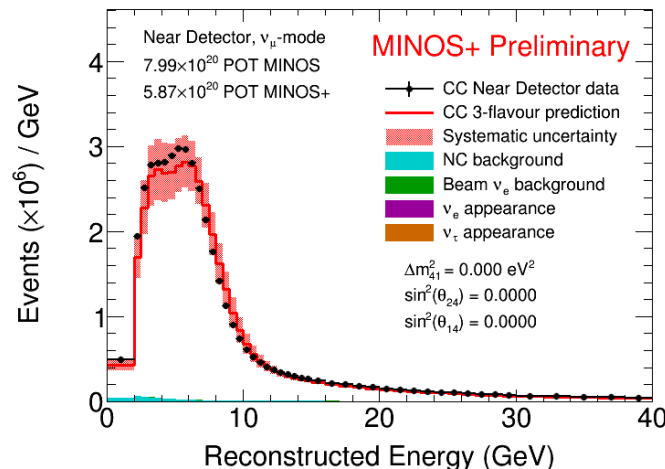 Near Detector, νμ-mode
7.99×10²⁰ POT MINOS
5.87×10²⁰ POT MINOS+
MINOS+ Preliminary
CC Near Detector data
CC 3-flavour prediction
Systematic uncertainty
NC background
Beam νe background
νe appearance
ντ appearance
Δm²41 = 0.000 eV²
sin²(θ24) = 0.0000
sin²(θ14) = 0.0000
Events (×10⁶) / GeV
4
3
2
1
0
0 10 20 30 40
Reconstructed Energy (GeV)